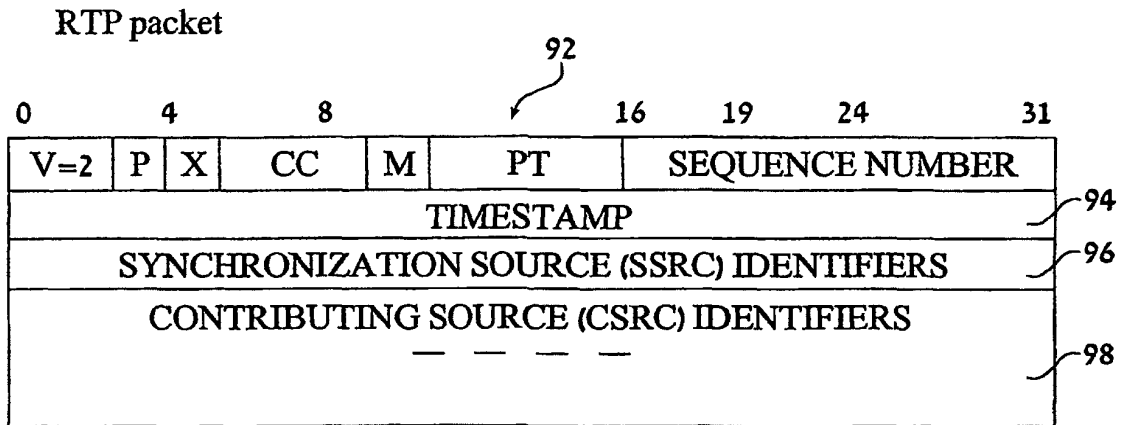 RTP packet
92
0 4 8 16 19 24 31
V=2 P X CC M PT SEQUENCE NUMBER
TIMESTAMP 94
SYNCHRONIZATION SOURCE (SSRC) IDENTIFIERS 96
CONTRIBUTING SOURCE (CSRC) IDENTIFIERS
98